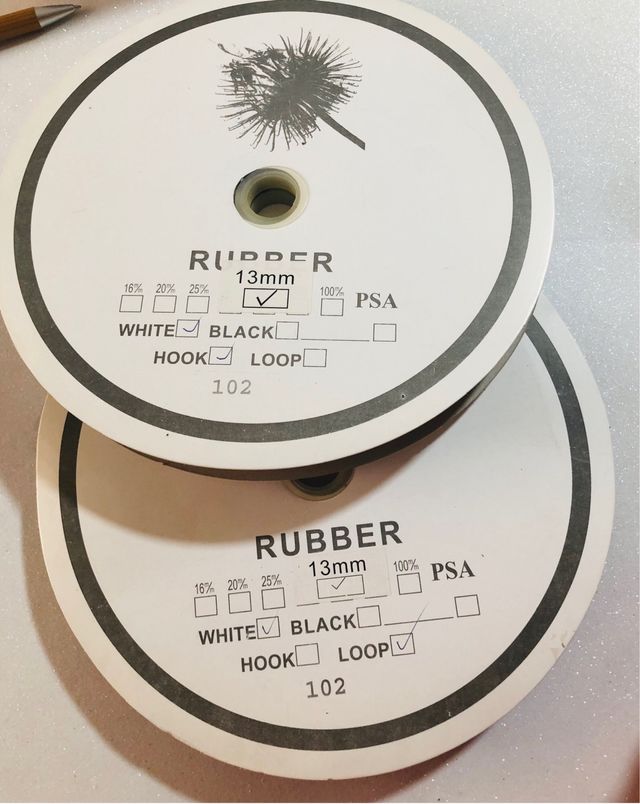 RUBBER
13mm
16‰ 20‰ 25‰ 100‰ PSA
WHITE BLACK
HOOK LOOP
102
RUBBER
13mm
16‰ 20‰ 25‰ 100‰ PSA
WHITE BLACK
HOOK LOOP
102